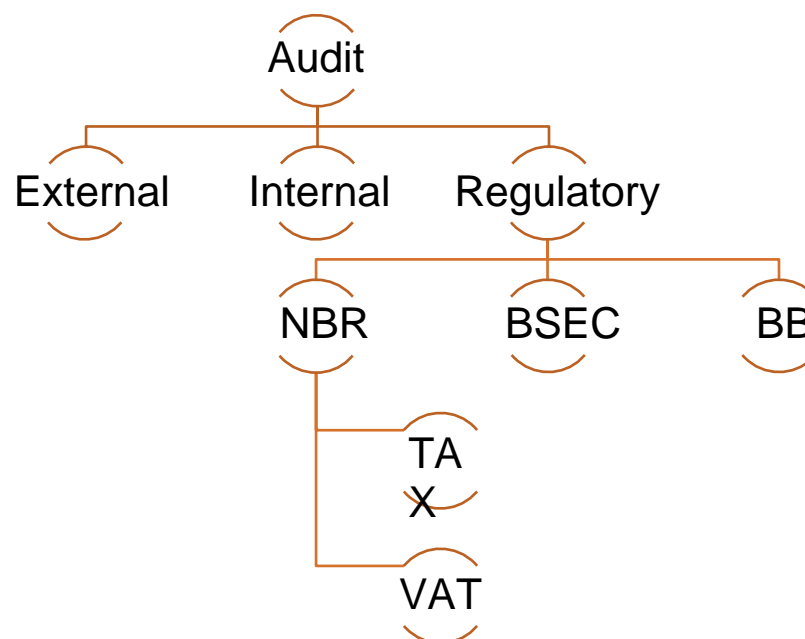 Audit
External Internal Regulatory
NBR BSEC BB
TA
X
VAT